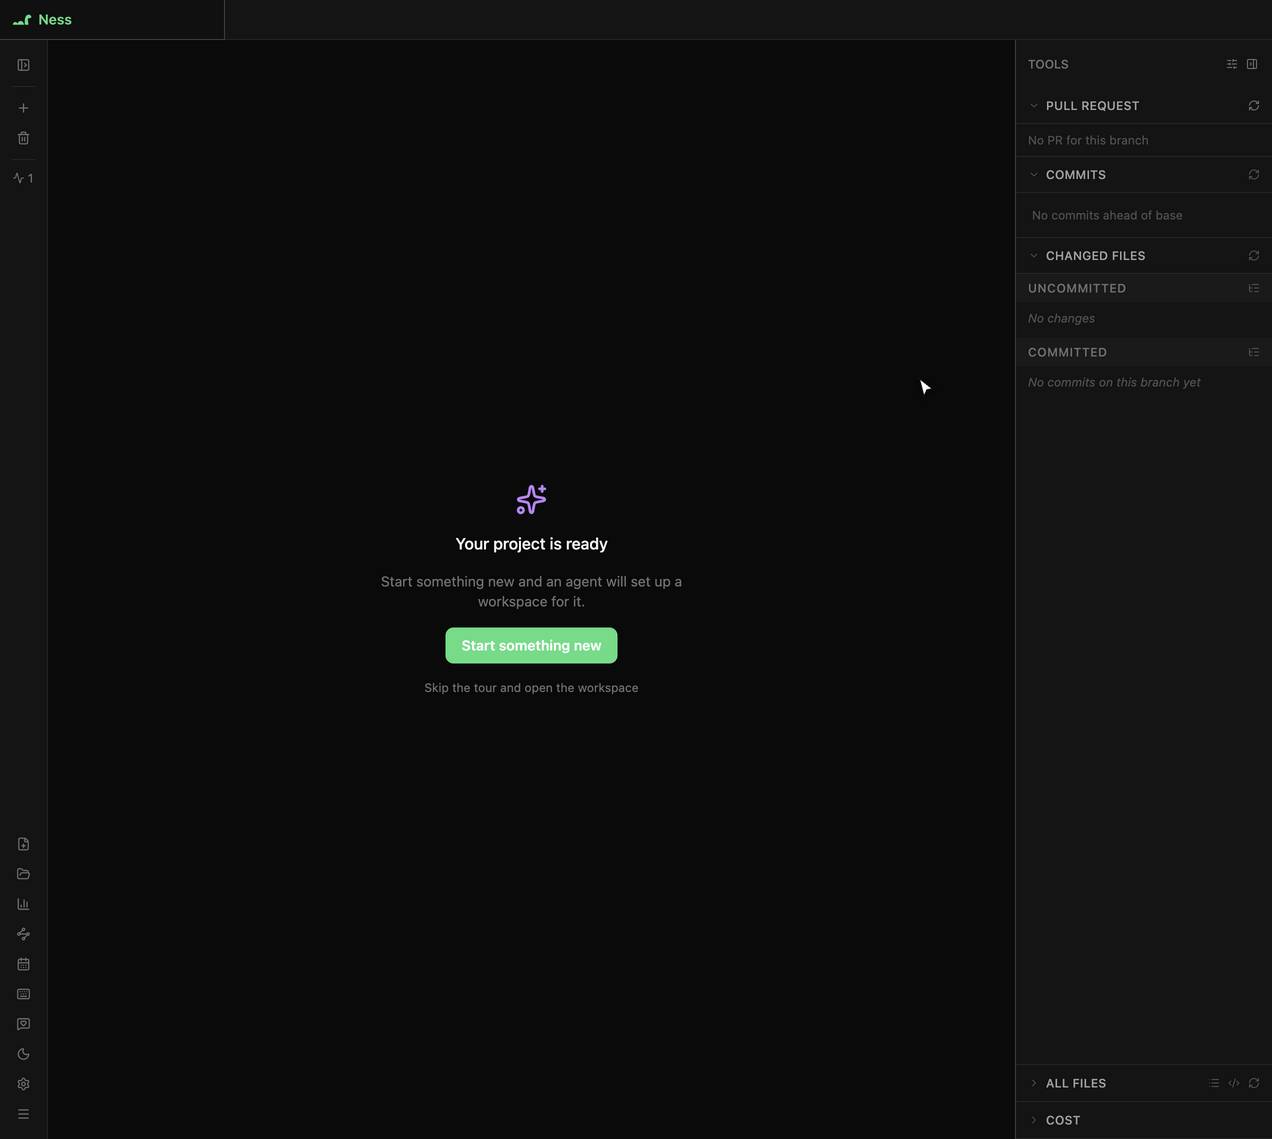 Ness
TOOLS
PULL REQUEST
No PR for this branch
COMMITS
No commits ahead of base
CHANGED FILES
UNCOMMITTED
No changes
COMMITTED
No commits on this branch yet
1
Your project is ready
Start something new and an agent will set up a
workspace for it.
Start something new
Skip the tour and open the workspace
ALL FILES
COST